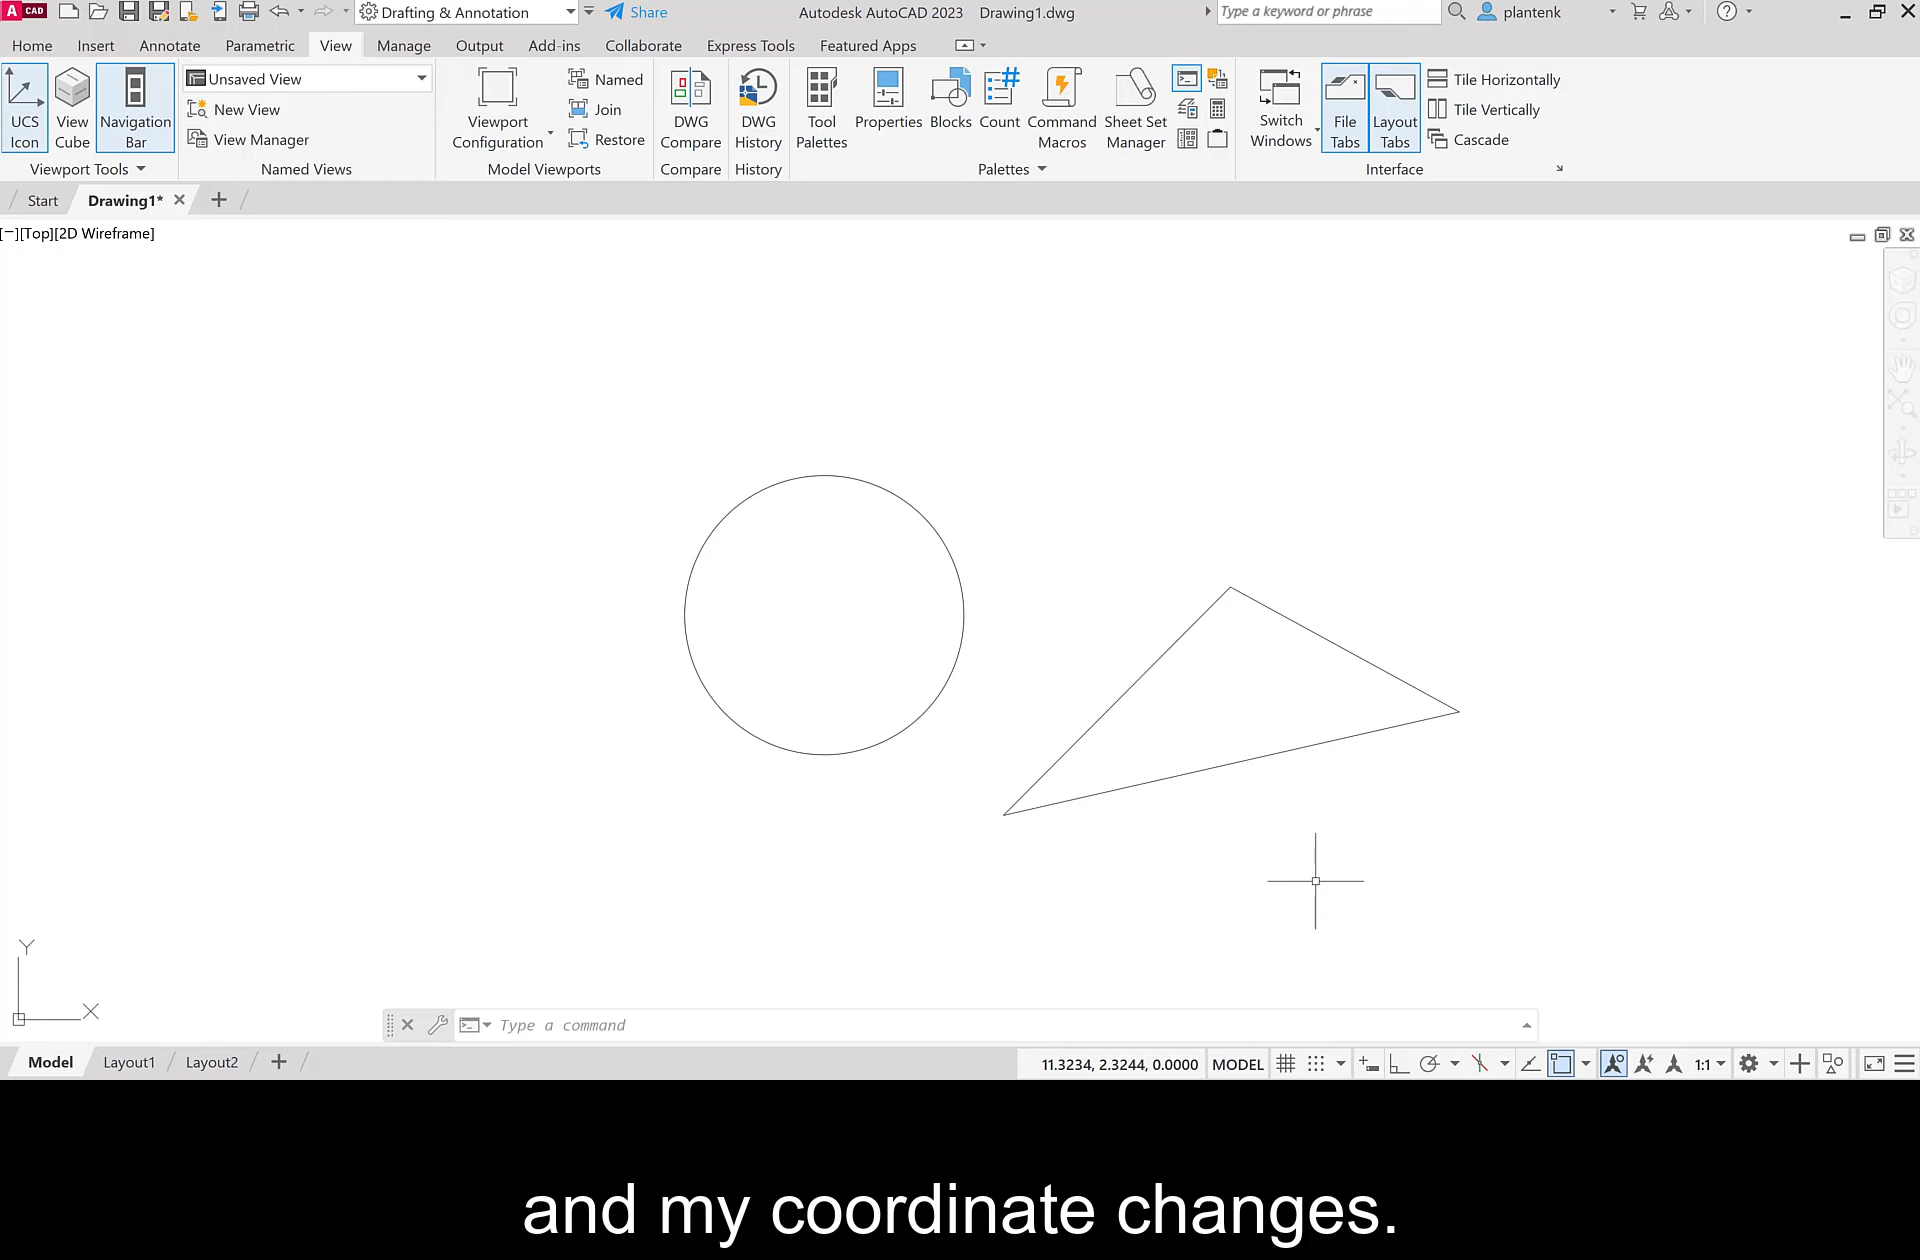 A CAD Drafting & Annotation Share Autodesk AutoCAD 2023 Drawing1.dwg Type a keyword or phrase plantenk
Home Insert Annotate Parametric View Manage Output Add-ins Collaborate Express Tools Featured Apps
UCS Icon
View Cube
Navigation Bar
Viewport Tools
Unsaved View
New View
View Manager
Named Views
Viewport Configuration
Named
Join
Restore
Model Viewports
DWG Compare
Compare
DWG History
History
Tool Palettes
Properties
Blocks
Count
Command Macros
Sheet Set Manager
Palettes
Switch Windows
File Tabs
Layout Tabs
Tile Horizontally
Tile Vertically
Cascade
Interface
Start Drawing1*
[−][Top][2D Wireframe]
Y
X
Type a command
Model Layout1 Layout2 11.3234, 2.3244, 0.0000 MODEL 1:1
and my coordinate changes.